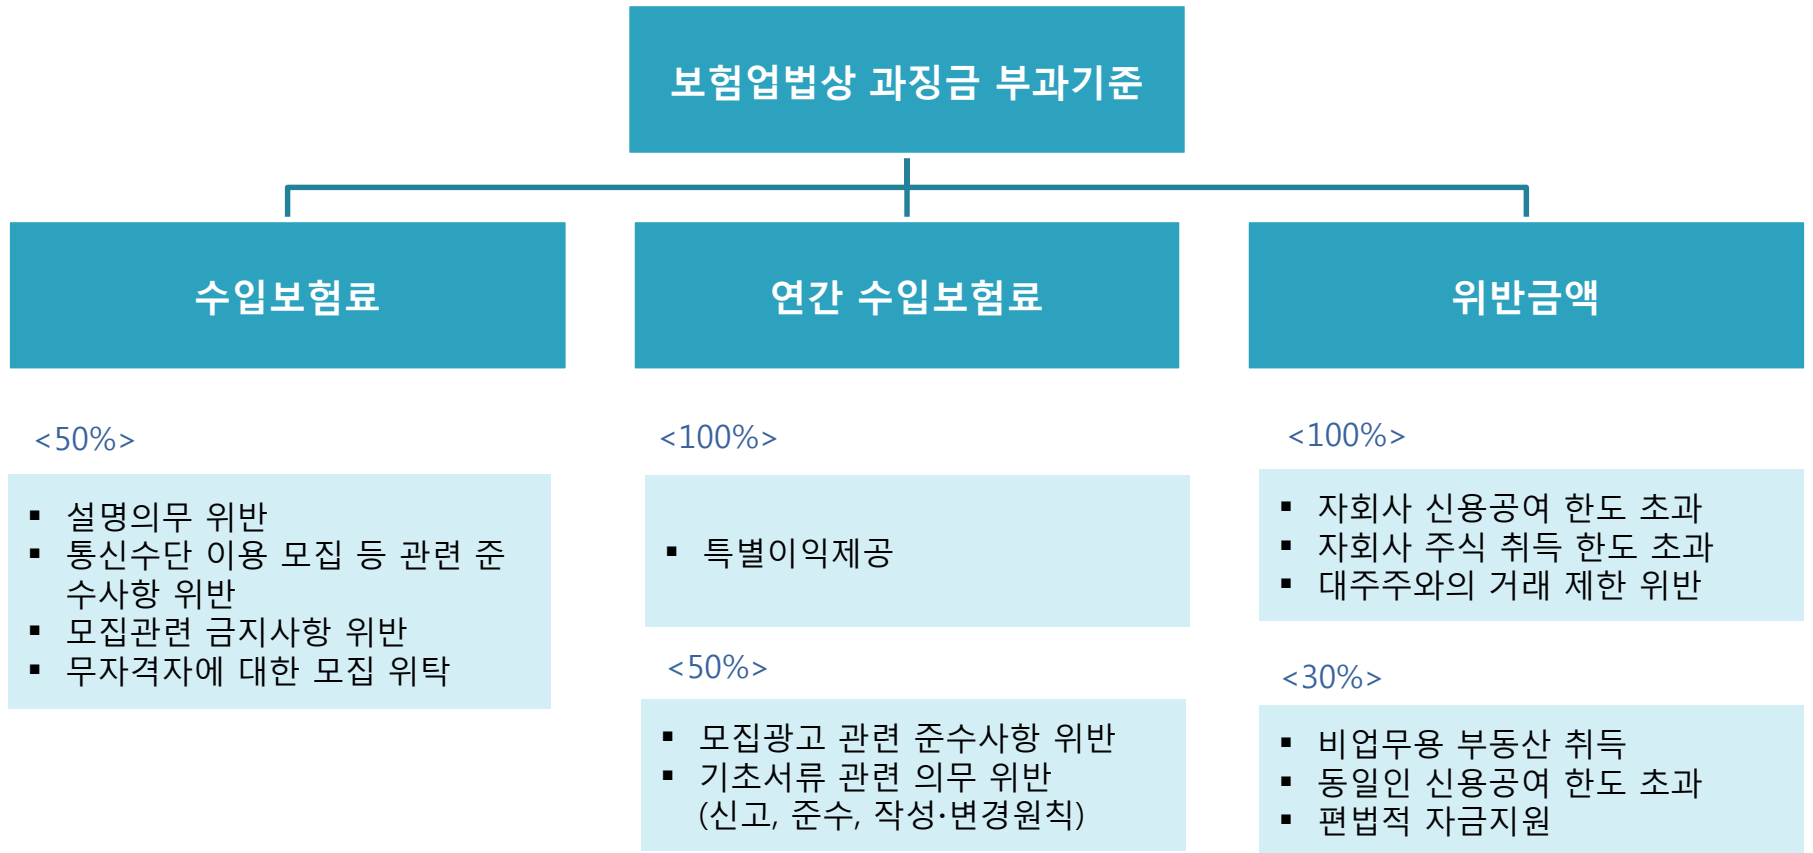 보험업법상 과징금 부과기준
수입보험료
연간 수입보험료
위반금액
<50%>
▪ 설명의무 위반
▪ 통신수단 이용 모집 등 관련 준
수사항 위반
▪ 모집관련 금지사항 위반
▪ 무자격자에 대한 모집 위탁
<100%>
▪ 특별이익제공
<50%>
▪ 모집광고 관련 준수사항 위반
▪ 기초서류 관련 의무 위반
(신고, 준수, 작성·변경원칙)
<100%>
▪ 자회사 신용공여 한도 초과
▪ 자회사 주식 취득 한도 초과
▪ 대주주와의 거래 제한 위반
<30%>
▪ 비업무용 부동산 취득
▪ 동일인 신용공여 한도 초과
▪ 편법적 자금지원